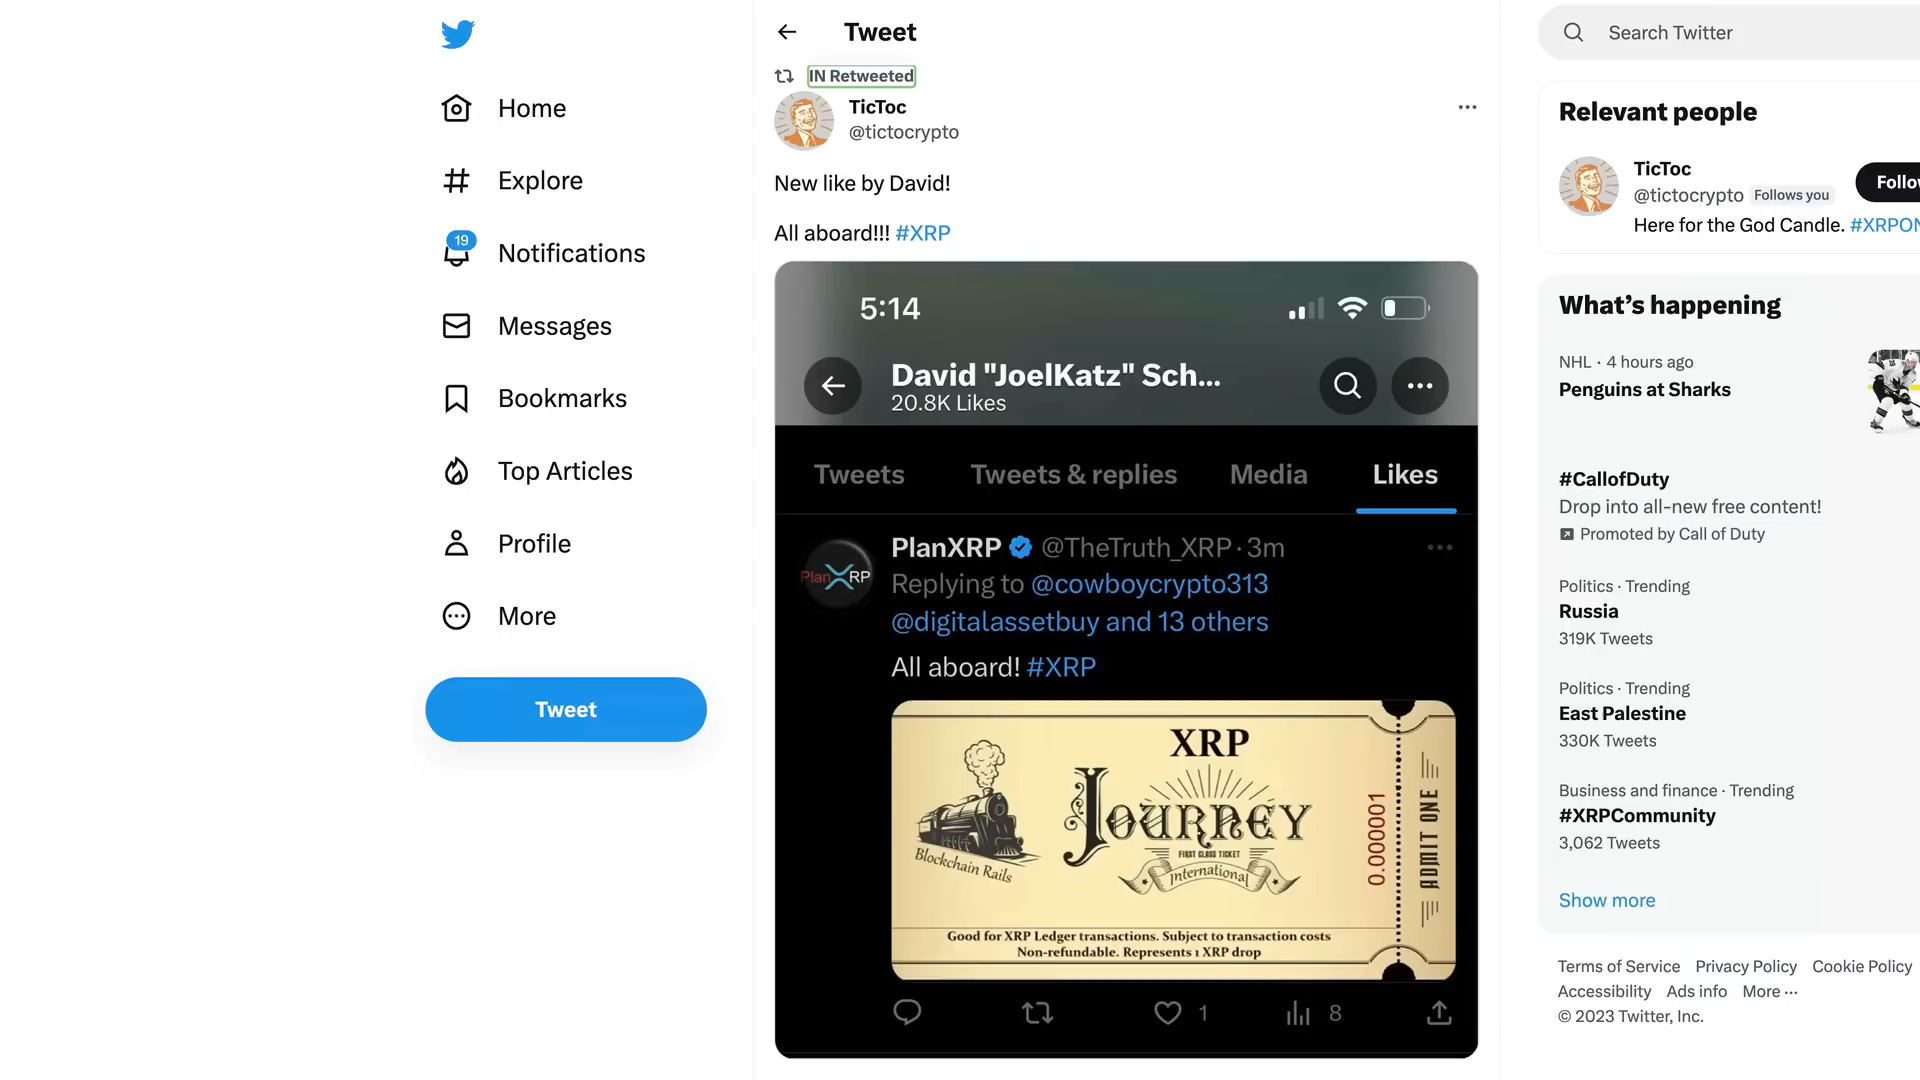 Home
Explore
19
Notifications
Messages
Bookmarks
Top Articles
Profile
More
Tweet
Tweet
IN Retweeted
TicToc
@tictocrypto
New like by David!
All aboard!!! #XRP
5:14
David "JoelKatz" Sch...
20.8K Likes
Tweets Tweets & replies Media Likes
PlanXRP @TheTruth_XRP · 3m
PlanXRP
Replying to @cowboycrypto313
@digitalassetbuy and 13 others
All aboard! #XRP
XRP
Journey
FIRST CLASS TICKET
International
Blockchain Rails
0.000001
ADMIT ONE
Good for XRP Ledger transactions. Subject to transaction costs
Non-refundable. Represents 1 XRP drop
1 8
Search Twitter
Relevant people
TicToc
@tictocrypto Follows you
Follow
Here for the God Candle. #XRPON
What’s happening
NHL · 4 hours ago
Penguins at Sharks
#CallofDuty
Drop into all-new free content!
Promoted by Call of Duty
Politics · Trending
Russia
319K Tweets
Politics · Trending
East Palestine
330K Tweets
Business and finance · Trending
#XRPCommunity
3,062 Tweets
Show more
Terms of Service Privacy Policy Cookie Policy
Accessibility Ads info More ···
© 2023 Twitter, Inc.